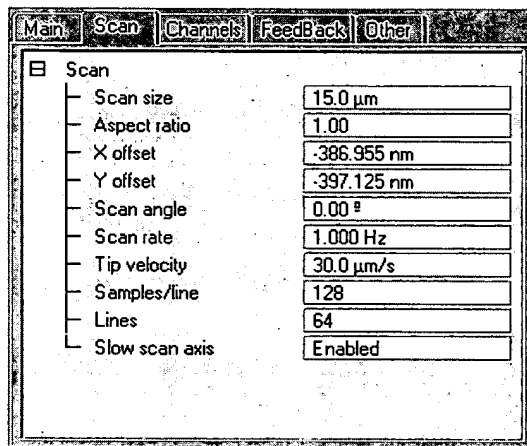 Main Scan Channels FeedBack Other
Scan
Scan size 15.0 µm
Aspect ratio 1.00
X offset -386.955 nm
Y offset -397.125 nm
Scan angle 0.00 º
Scan rate 1.000 Hz
Tip velocity 30.0 µm/s
Samples/line 128
Lines 64
Slow scan axis Enabled